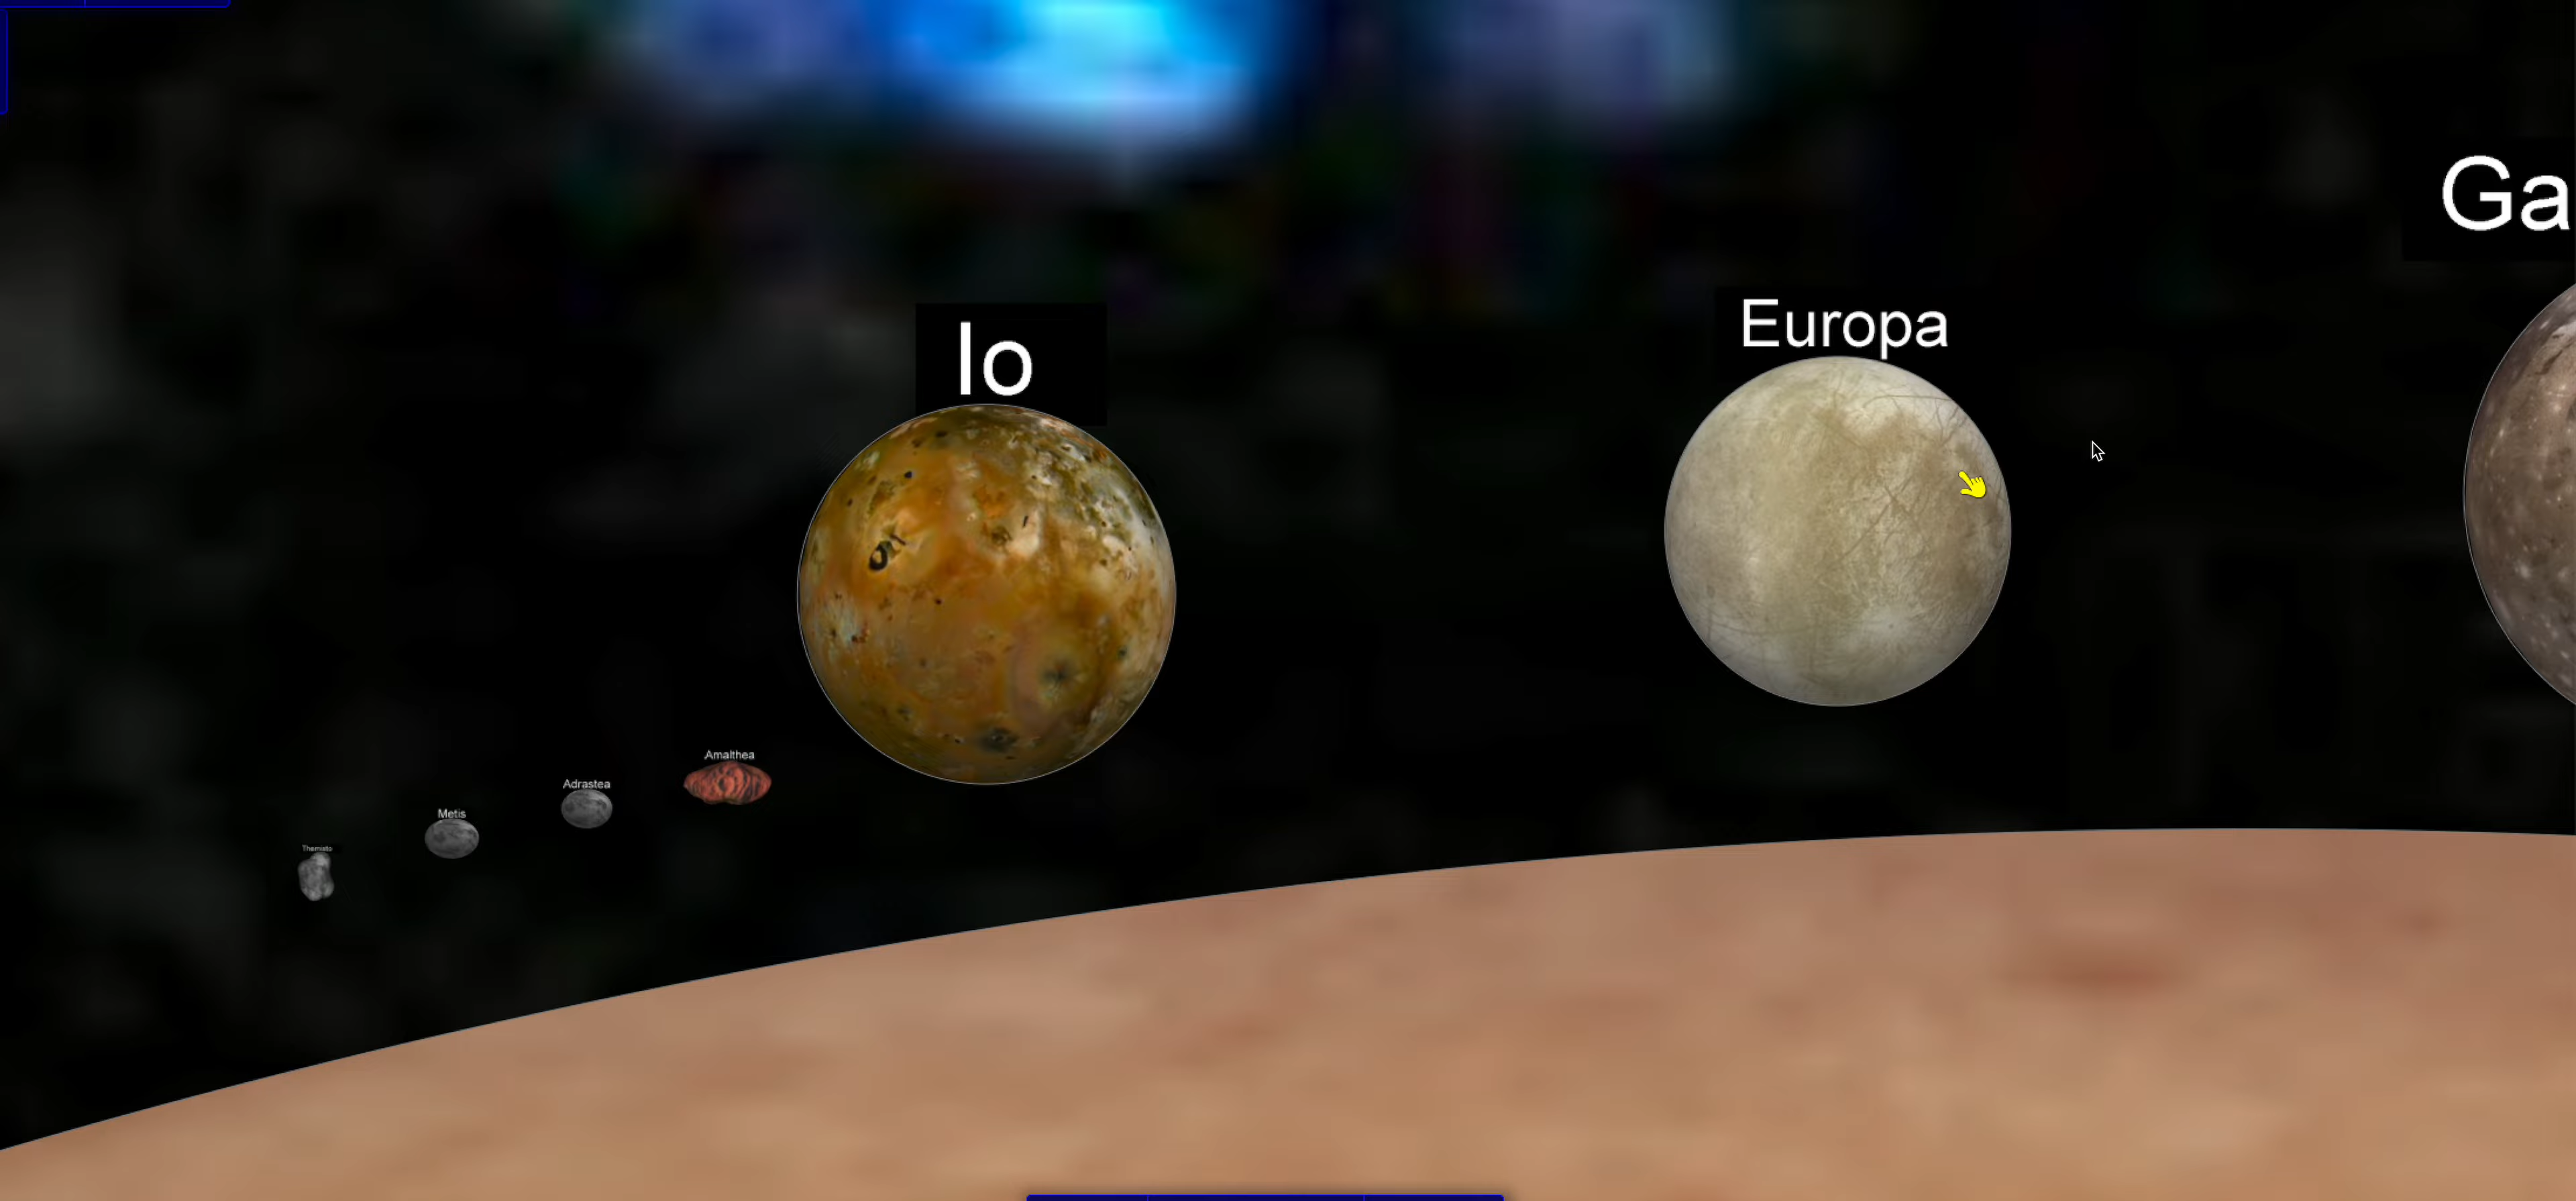 Ga
Europa
Io
Amalthea
Adrastea
Metis
Themisto